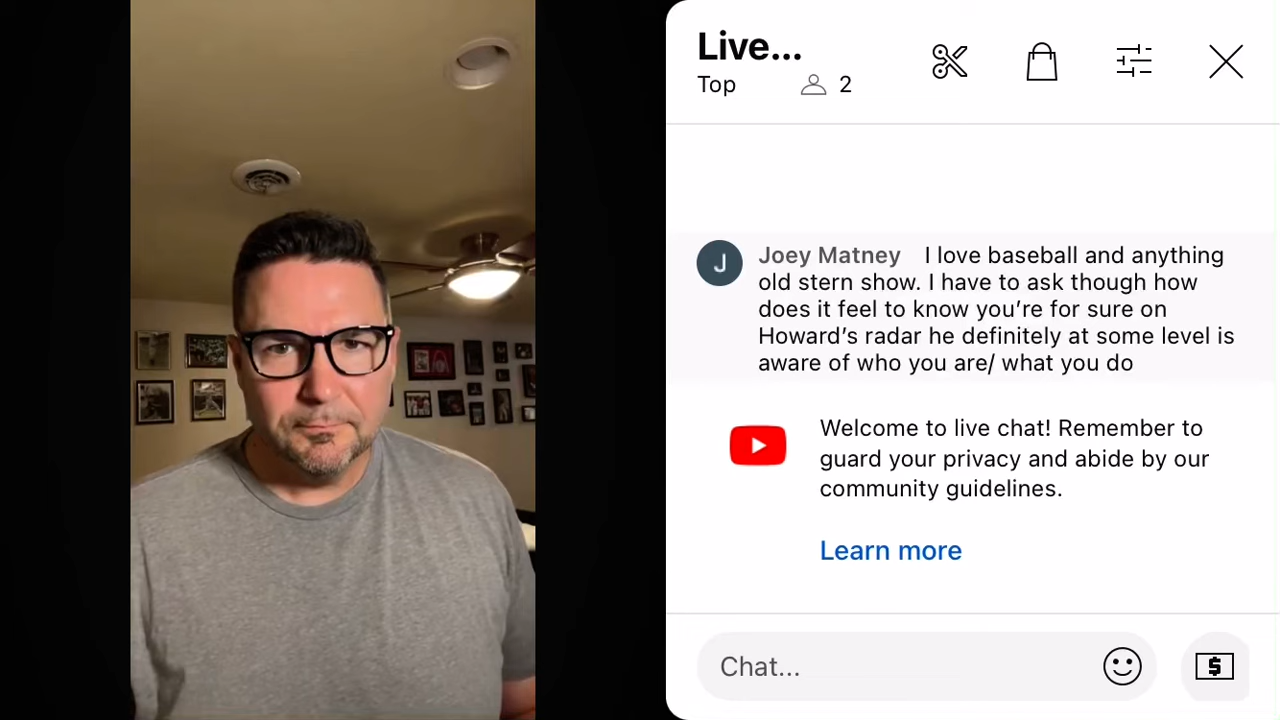 Live...
Top 2
Joey Matney I love baseball and anything
old stern show. I have to ask though how
does it feel to know you’re for sure on
Howard’s radar he definitely at some level is
aware of who you are/ what you do
Welcome to live chat! Remember to
guard your privacy and abide by our
community guidelines.
Learn more
Chat...